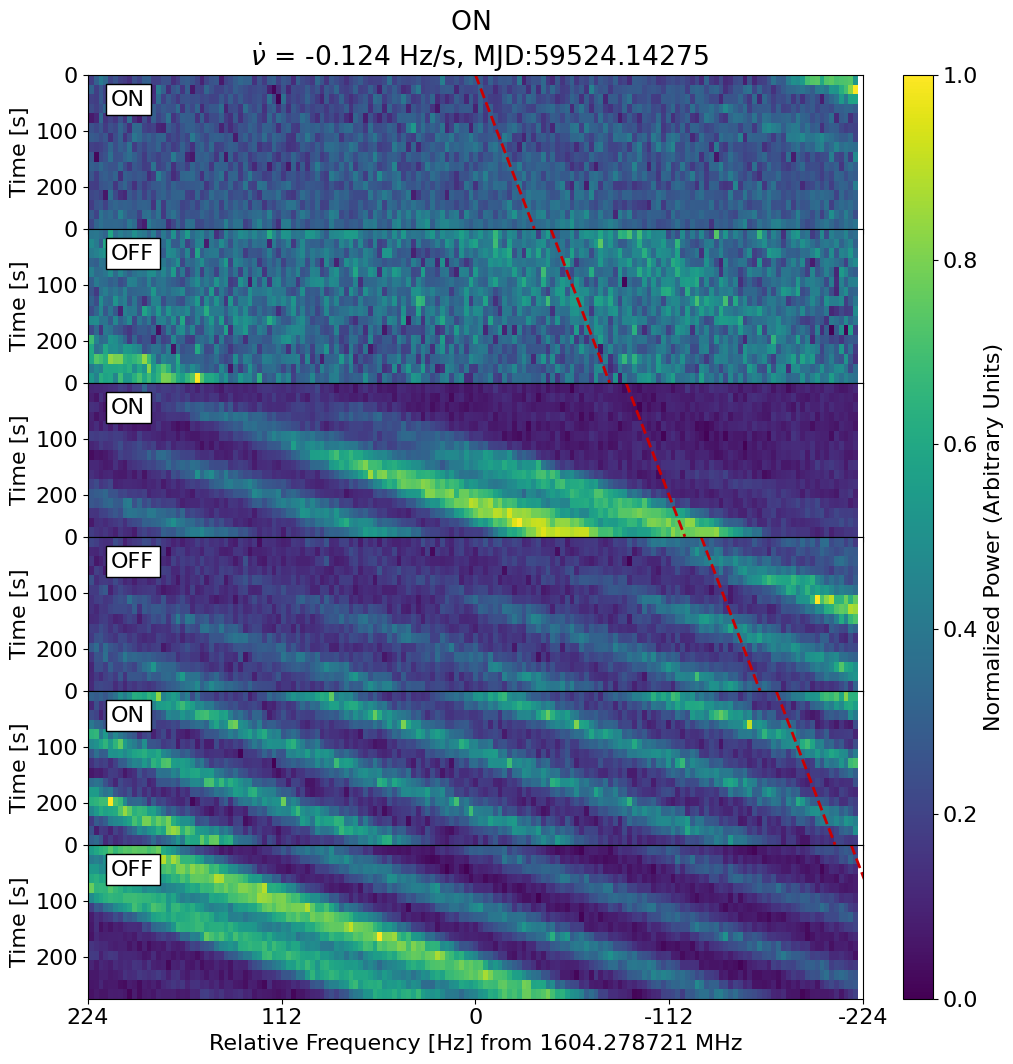 ON
ν̇ = -0.124 Hz/s, MJD:59524.14275
0
ON
100
200
Time [s]
0
OFF
100
200
Time [s]
0
ON
100
200
Time [s]
0
OFF
100
200
Time [s]
0
ON
100
200
Time [s]
0
OFF
100
200
Time [s]
224 112 0 -112 -224
Relative Frequency [Hz] from 1604.278721 MHz
1.0
0.8
0.6
0.4
0.2
0.0
Normalized Power (Arbitrary Units)